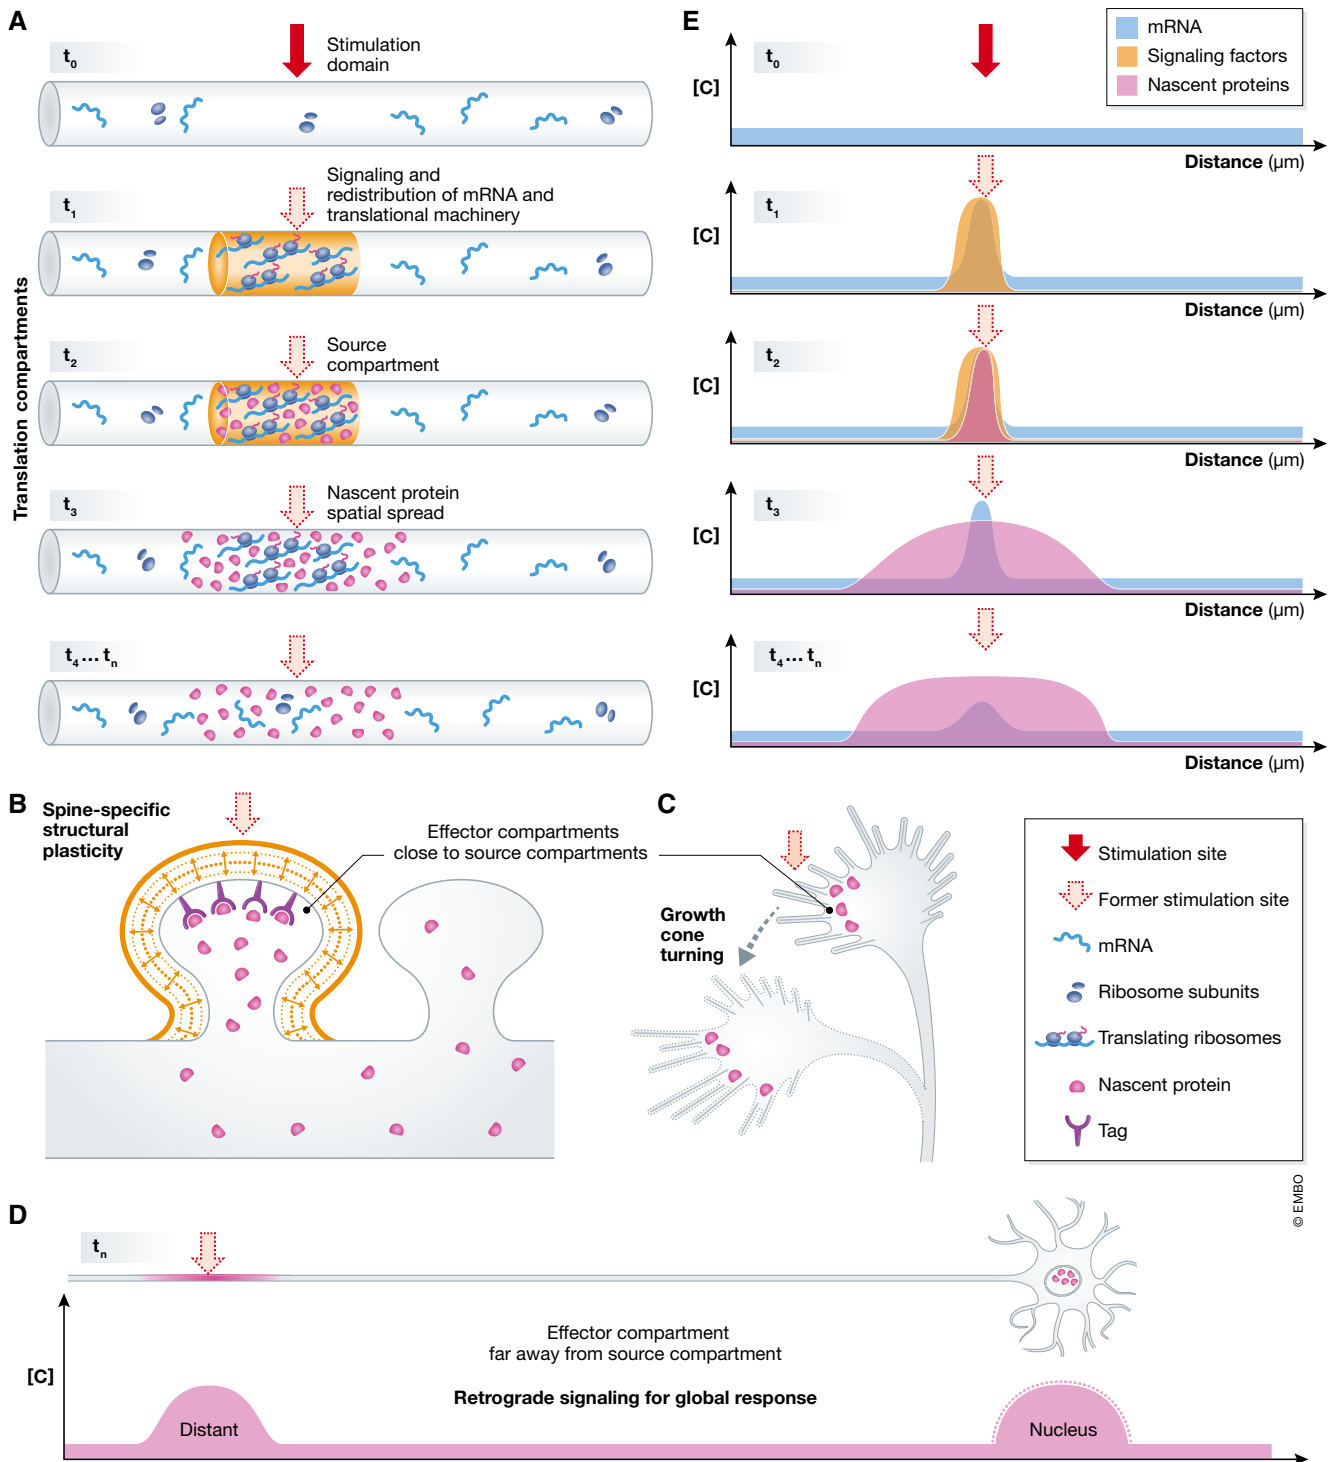 A
t0
Stimulation
domain
t1
Signaling and
redistribution of mRNA and
translational machinery
t2
Source
compartment
t3
Nascent protein
spatial spread
t4 ... tn
Translation compartments
E
mRNA
Signaling factors
Nascent proteins
t0
[C]
Distance (µm)
t1
[C]
Distance (µm)
t2
[C]
Distance (µm)
t3
[C]
Distance (µm)
t4 ... tn
[C]
Distance (µm)
B
Spine-specific
structural
plasticity
Effector compartments
close to source compartments
C
Growth
cone
turning
Stimulation site
Former stimulation site
mRNA
Ribosome subunits
Translating ribosomes
Nascent protein
Tag
© EMBO
D
tn
Effector compartment
far away from source compartment
[C]
Retrograde signaling for global response
Distant
Nucleus